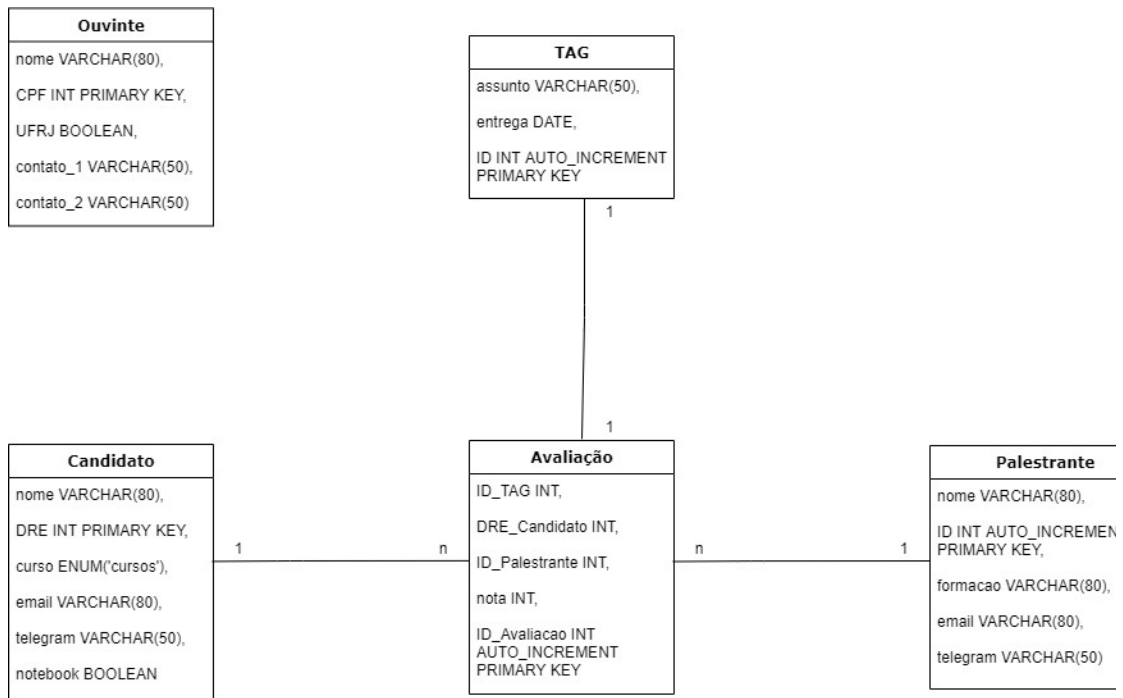 Ouvinte
nome VARCHAR(80),
CPF INT PRIMARY KEY,
UFRJ BOOLEAN,
contato_1 VARCHAR(50),
contato_2 VARCHAR(50)
TAG
assunto VARCHAR(50),
entrega DATE,
ID INT AUTO_INCREMENT
PRIMARY KEY
1
1
Candidato
nome VARCHAR(80),
DRE INT PRIMARY KEY,
curso ENUM('cursos'),
email VARCHAR(80),
telegram VARCHAR(50),
notebook BOOLEAN
1
n
Avaliação
ID_TAG INT,
DRE_Candidato INT,
ID_Palestrante INT,
nota INT,
ID_Avaliacao INT
AUTO_INCREMENT
PRIMARY KEY
n
1
Palestrante
nome VARCHAR(80),
ID INT AUTO_INCREMEN
PRIMARY KEY,
formacao VARCHAR(80),
email VARCHAR(80),
telegram VARCHAR(50)